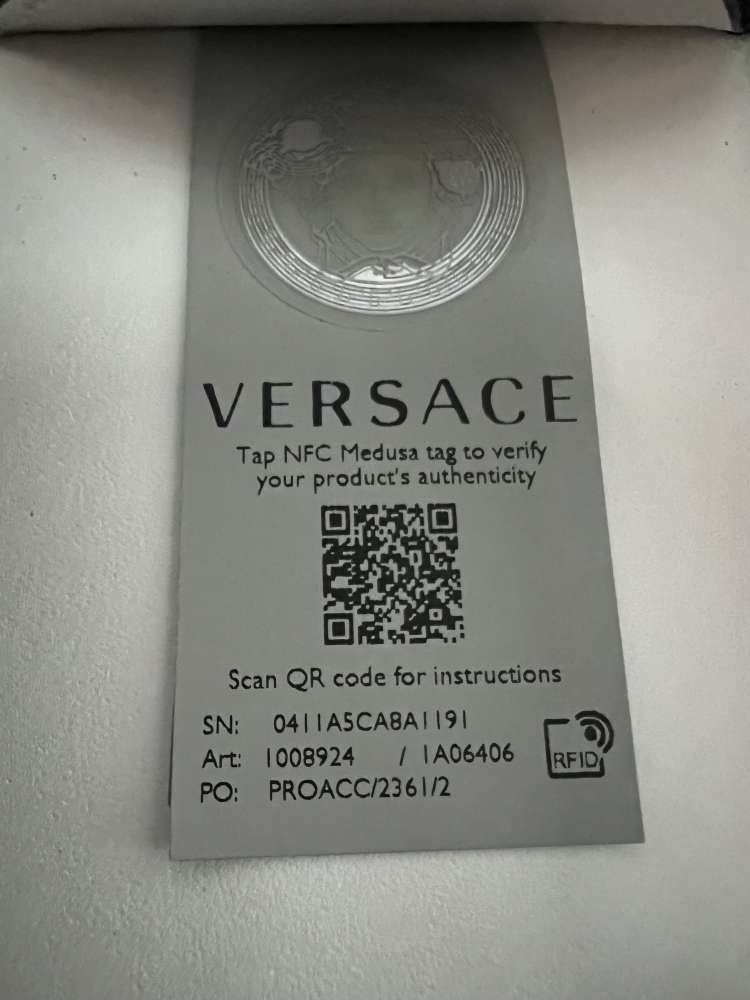 VERSACE
Tap NFC Medusa tag to verify
your product's authenticity
Scan QR code for instructions
SN: 0411A5CA8A1191
Art: 1008924 / 1A06406
PO: PROACC/2361/2
RFID